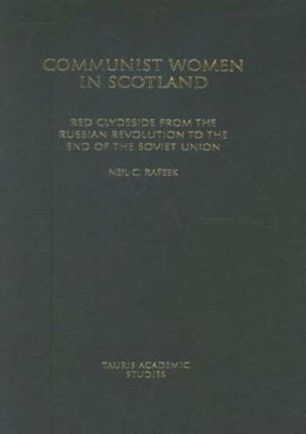 COMMUNIST WOMEN
IN SCOTLAND
RED CLYDESIDE FROM THE
RUSSIAN REVOLUTION TO THE
END OF THE SOVIET UNION
NEIL C. RAFEEK
TAURIS ACADEMIC
STUDIES